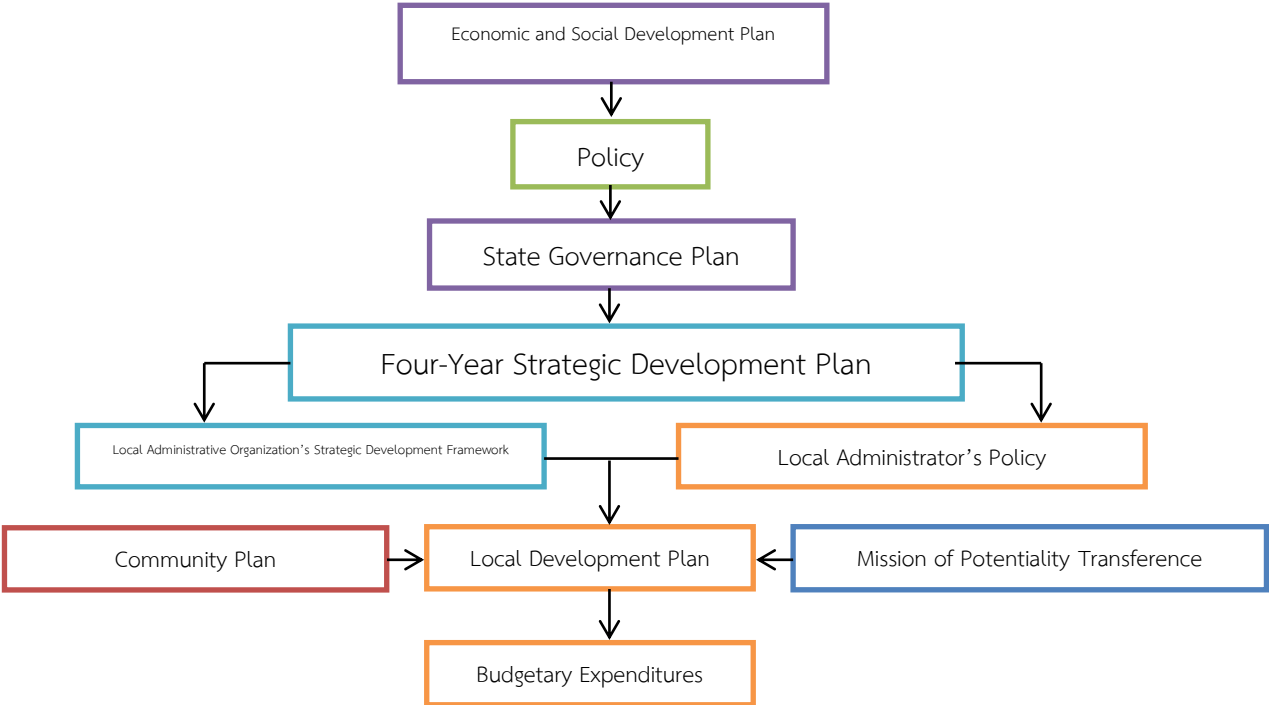 Economic and Social Development Plan
Policy
State Governance Plan
Four-Year Strategic Development Plan
Local Administrative Organization's Strategic Development Framework
Local Administrator's Policy
Community Plan
Local Development Plan
Mission of Potentiality Transference
Budgetary Expenditures